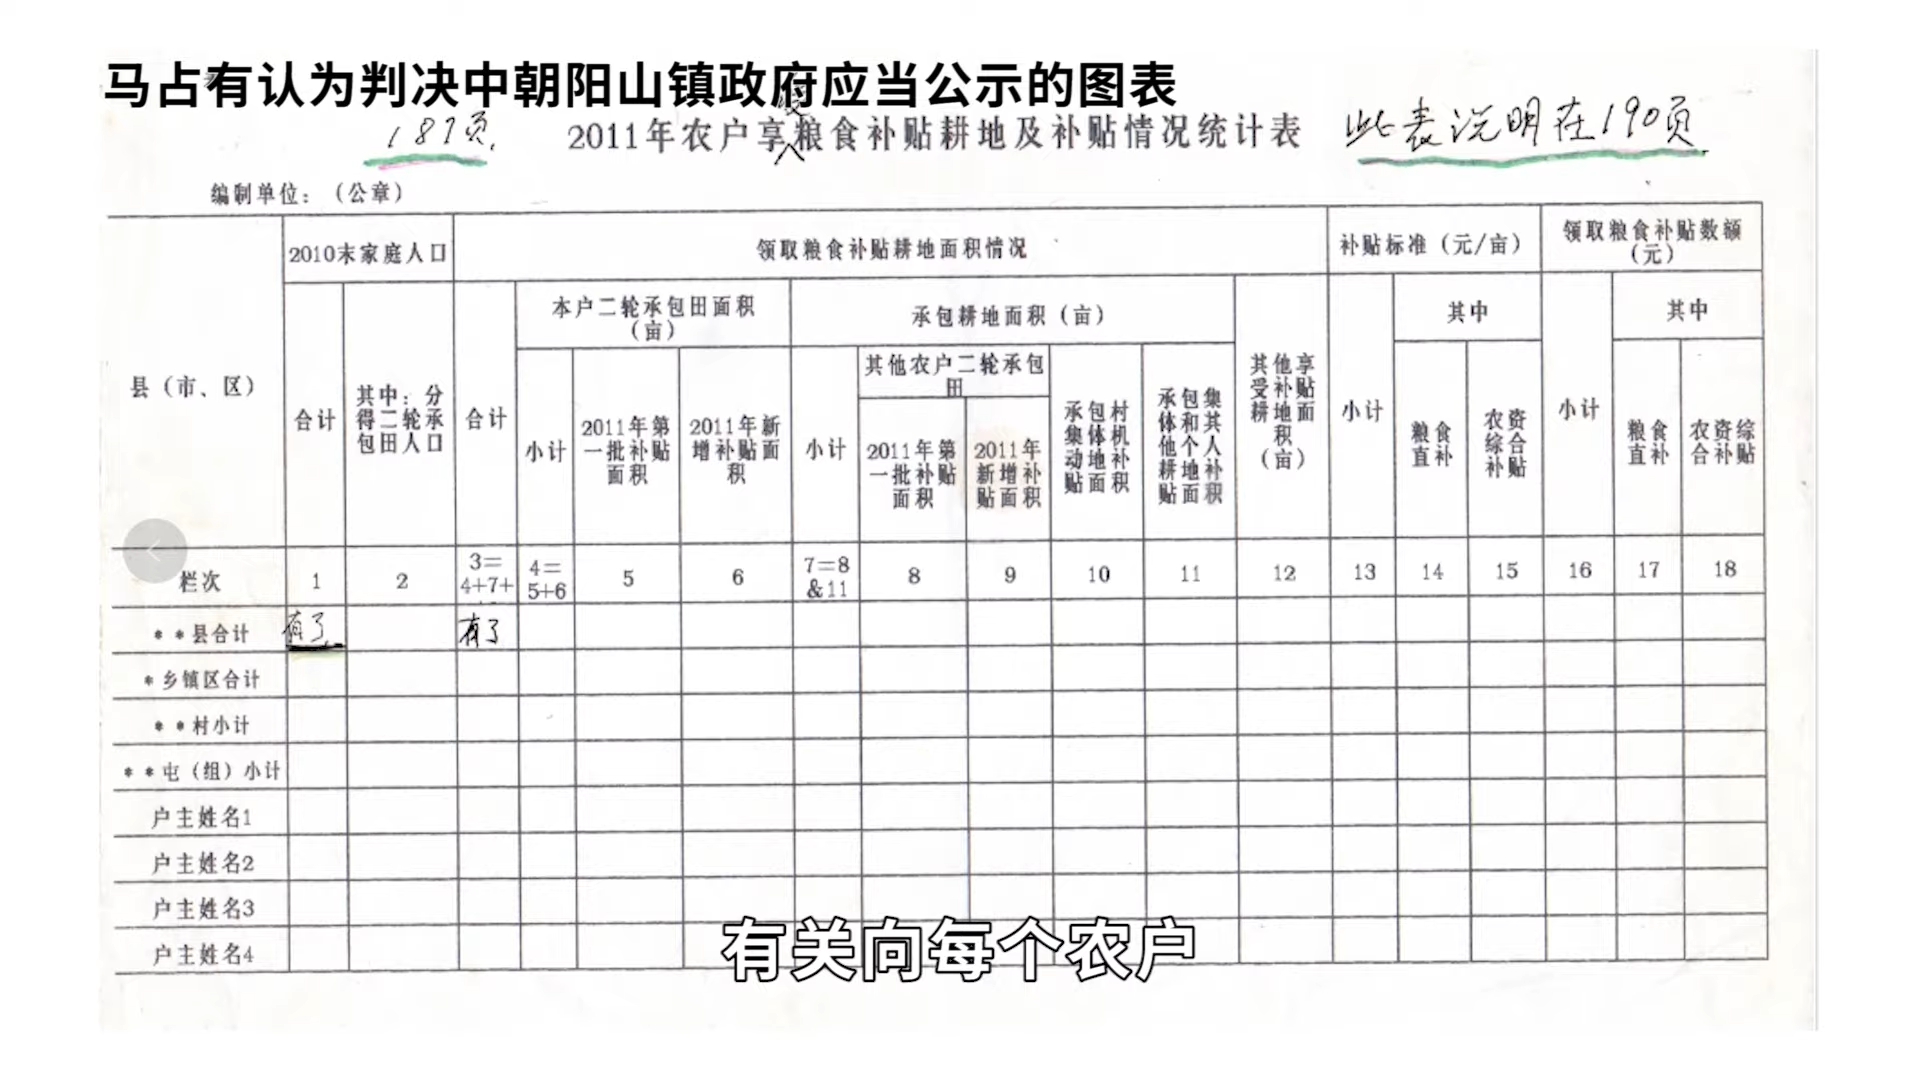 马占有认为判决中朝阳山镇政府应当公示的图表
187页.
2011年农户享受粮食补贴耕地及补贴情况统计表
此表说明在190页
编制单位：（公章）
县（市、区）
2010末家庭人口
领取粮食补贴耕地面积情况
补贴标准（元/亩）
领取粮食补贴数额（元）
合计
其中：分得二轮承包田人口
合计
本户二轮承包田面积（亩）
承包耕地面积（亩）
其他享受补贴耕地面积（亩）
小计
其中
小计
其中
小计
2011年第一批补贴面积
2011年新增补贴面积
小计
其他农户二轮承包田
2011年第一批补贴面积
2011年新增补贴面积
承包村集体机动地补贴面积
承包集体和其他个人耕地补贴面积
粮食直补
农资综合补贴
粮食直补
农资综合补贴
栏次 1 2 3=4+7+ 4=5+6 5 6 7=8&11 8 9 10 11 12 13 14 15 16 17 18
**县合计 有了 有了
*乡镇区合计
**村小计
**屯（组）小计
户主姓名1
户主姓名2
户主姓名3
户主姓名4
有关向每个农户